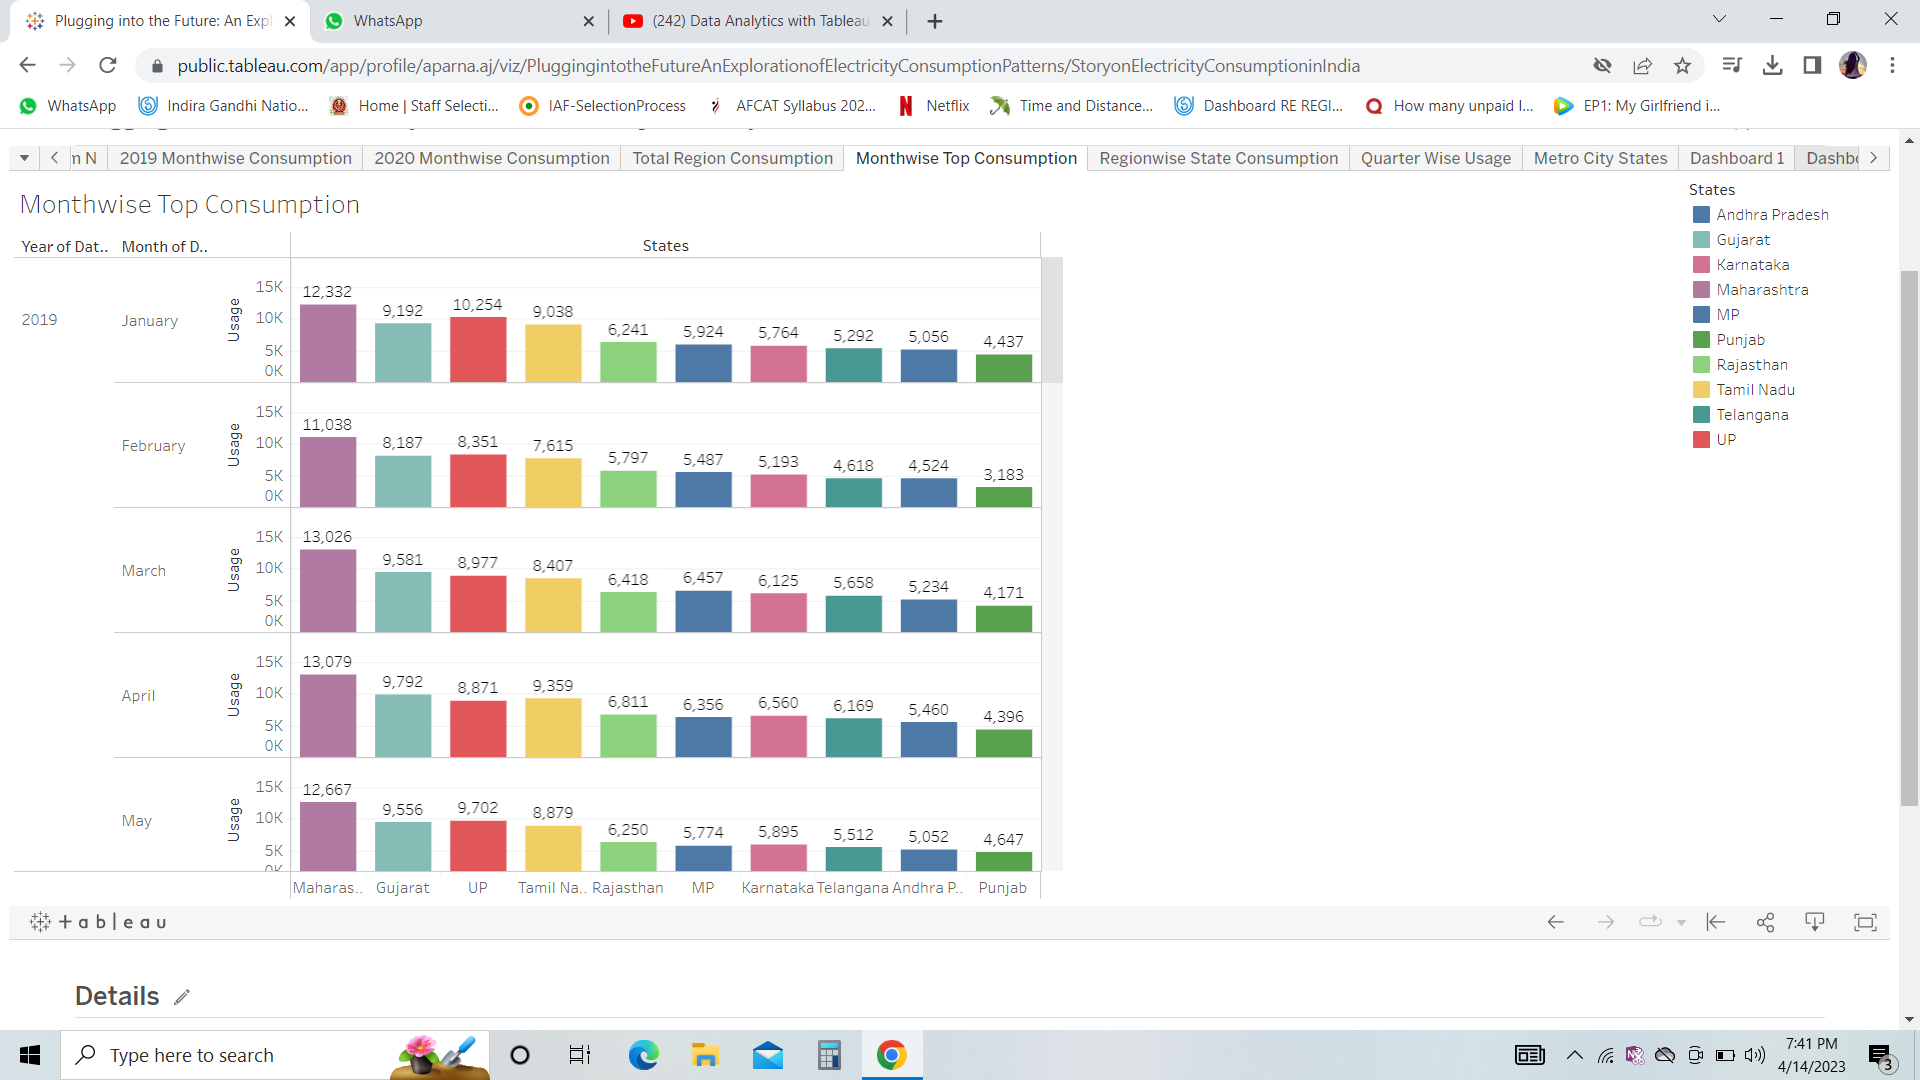 Plugging into the Future: An Expl
WhatsApp
(242) Data Analytics with Tableau
public.tableau.com/app/profile/aparna.aj/viz/PluggingintotheFutureAnExplorationofElectricityConsumptionPatterns/StoryonElectricityConsumptioninIndia
WhatsApp
Indira Gandhi Natio...
Home | Staff Selecti...
IAF-SelectionProcess
AFCAT Syllabus 202...
Netflix
Time and Distance...
Dashboard RE REGI...
How many unpaid I...
EP1: My Girlfriend i...
m N
2019 Monthwise Consumption
2020 Monthwise Consumption
Total Region Consumption
Monthwise Top Consumption
Regionwise State Consumption
Quarter Wise Usage
Metro City States
Dashboard 1
Dashbo
Monthwise Top Consumption
Year of Dat.. Month of D..
States
2019
January
Usage
15K
10K
5K
0K
12,332 9,192 10,254 9,038 6,241 5,924 5,764 5,292 5,056 4,437
February
Usage
15K
10K
5K
0K
11,038 8,187 8,351 7,615 5,797 5,487 5,193 4,618 4,524 3,183
March
Usage
15K
10K
5K
0K
13,026 9,581 8,977 8,407 6,418 6,457 6,125 5,658 5,234 4,171
April
Usage
15K
10K
5K
0K
13,079 9,792 8,871 9,359 6,811 6,356 6,560 6,169 5,460 4,396
May
Usage
15K
10K
5K
0K
12,667 9,556 9,702 8,879 6,250 5,774 5,895 5,512 5,052 4,647
Maharas.. Gujarat UP Tamil Na.. Rajasthan MP Karnataka Telangana Andhra P.. Punjab
States
Andhra Pradesh
Gujarat
Karnataka
Maharashtra
MP
Punjab
Rajasthan
Tamil Nadu
Telangana
UP
+ a b | e a u
Details
Type here to search
7:41 PM
4/14/2023
3